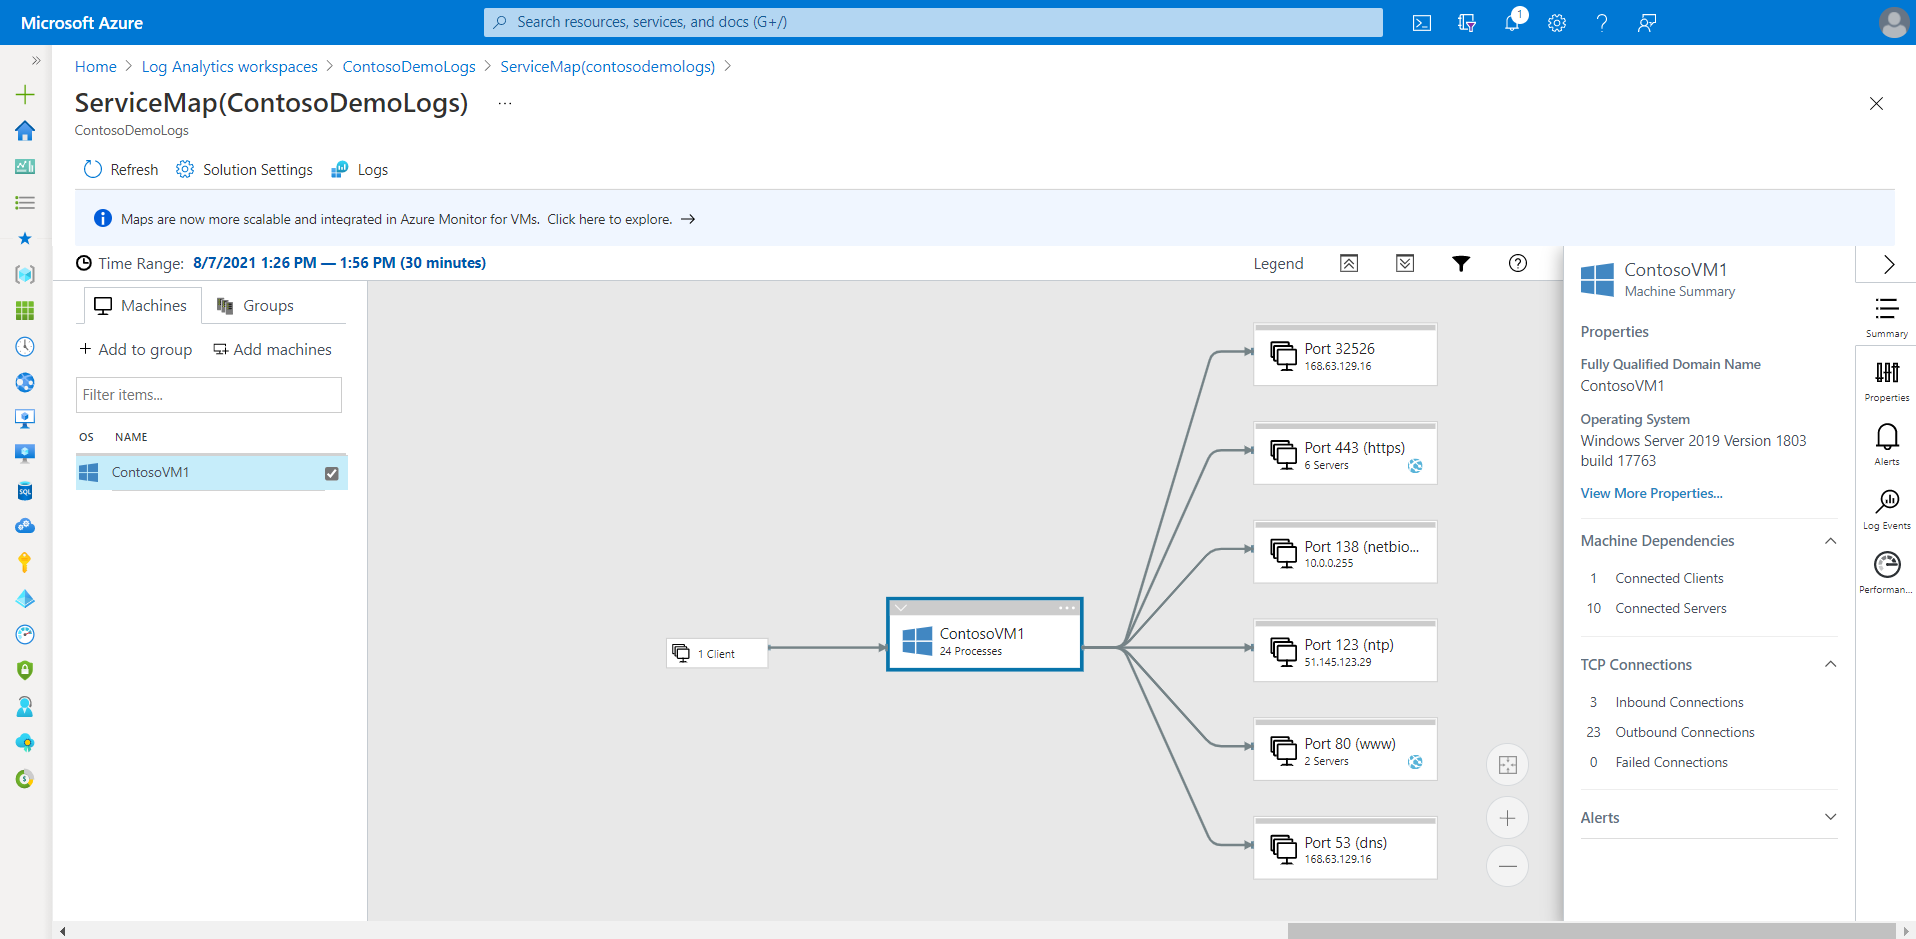 Microsoft Azure
Search resources, services, and docs (G+/)
1
Home > Log Analytics workspaces > ContosoDemoLogs > ServiceMap(contosodemologs) >
ServiceMap(ContosoDemoLogs) ...
ContosoDemoLogs
Refresh Solution Settings Logs
Maps are now more scalable and integrated in Azure Monitor for VMs. Click here to explore. →
Time Range: 8/7/2021 1:26 PM — 1:56 PM (30 minutes)
Legend
Machines Groups
+ Add to group Add machines
Filter items...
OS NAME
ContosoVM1
1 Client
ContosoVM1
24 Processes
Port 32526
168.63.129.16
Port 443 (https)
6 Servers
Port 138 (netbio...
10.0.0.255
Port 123 (ntp)
51.145.123.29
Port 80 (www)
2 Servers
Port 53 (dns)
168.63.129.16
ContosoVM1
Machine Summary
Properties
Fully Qualified Domain Name
ContosoVM1
Operating System
Windows Server 2019 Version 1803
build 17763
View More Properties...
Machine Dependencies
1 Connected Clients
10 Connected Servers
TCP Connections
3 Inbound Connections
23 Outbound Connections
0 Failed Connections
Alerts
Summary
Properties
Alerts
Log Events
Performan...
SQL